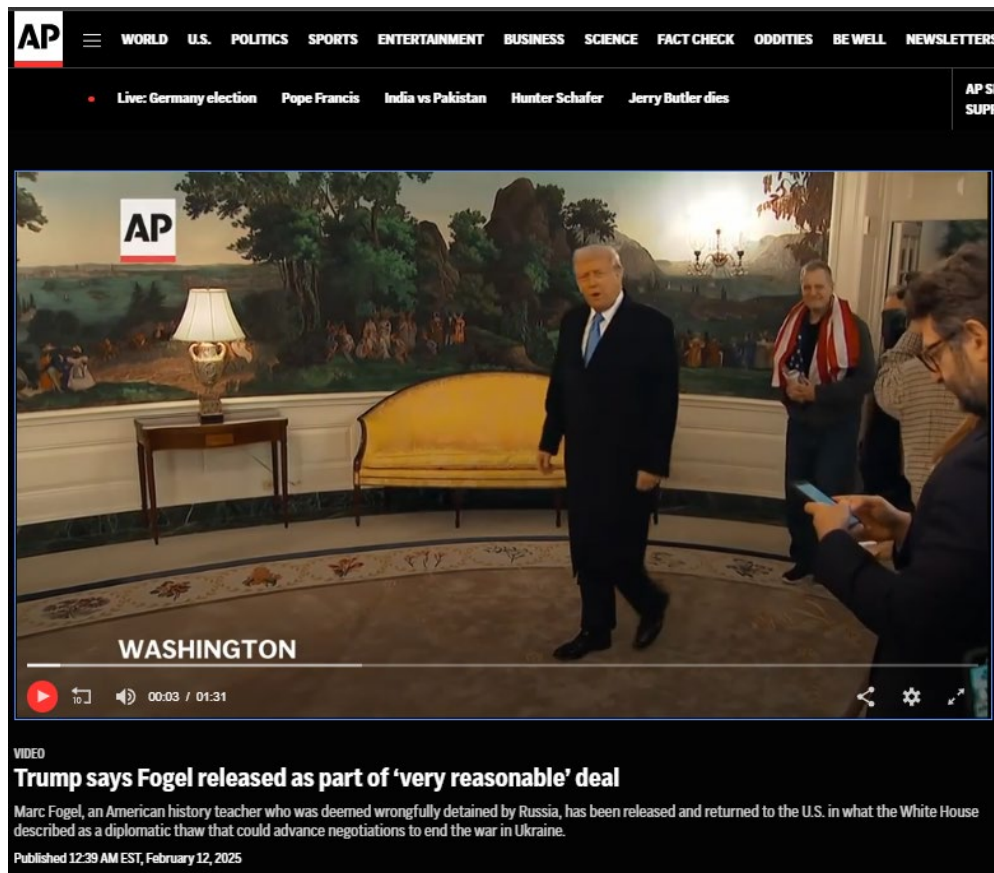 AP
WORLD U.S. POLITICS SPORTS ENTERTAINMENT BUSINESS SCIENCE FACT CHECK ODDITIES BE WELL NEWSLETTERS
Live: Germany election Pope Francis India vs Pakistan Hunter Schafer Jerry Butler dies
AP
WASHINGTON
10 00:03 / 01:31
VIDEO
Trump says Fogel released as part of ‘very reasonable’ deal
Marc Fogel, an American history teacher who was deemed wrongfully detained by Russia, has been released and returned to the U.S. in what the White House
described as a diplomatic thaw that could advance negotiations to end the war in Ukraine.
Published 12:39 AM EST, February 12, 2025